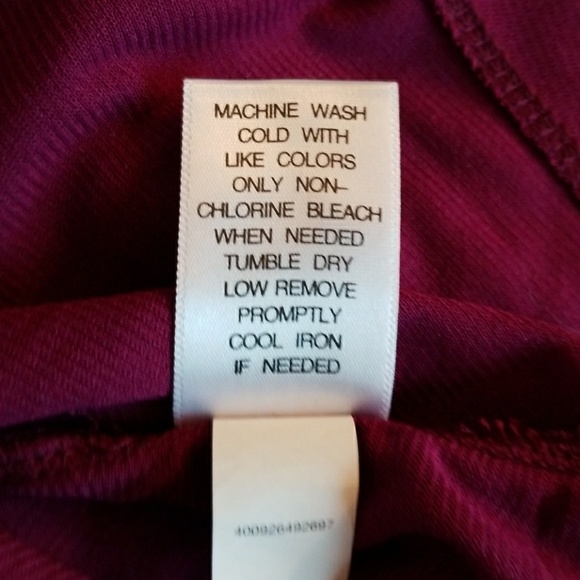 MACHINE WASH
COLD WITH
LIKE COLORS
ONLY NON-
CHLORINE BLEACH
WHEN NEEDED
TUMBLE DRY
LOW REMOVE
PROMPTLY
COOL IRON
IF NEEDED
400926492697